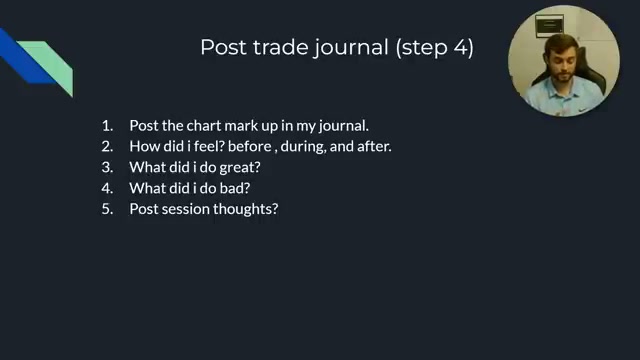 Post trade journal (step 4)
1. Post the chart mark up in my journal.
2. How did i feel? before , during, and after.
3. What did i do great?
4. What did i do bad?
5. Post session thoughts?